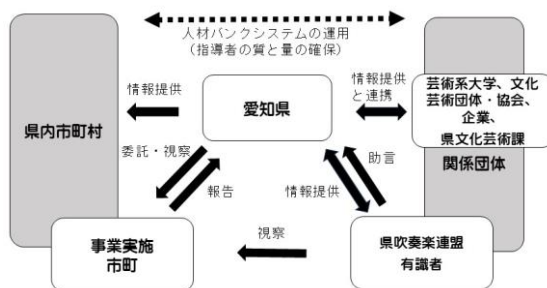 人材バンクシステムの運用
(指導者の質と量の確保)
情報提供
愛知県
情報提供
と連携
芸術系大学、文化
芸術団体・協会、
企業、
県文化芸術課
関係団体
県内市町村
委託・視察
報告
情報提供
助言
事業実施
市町
視察
県吹奏楽連盟
有識者